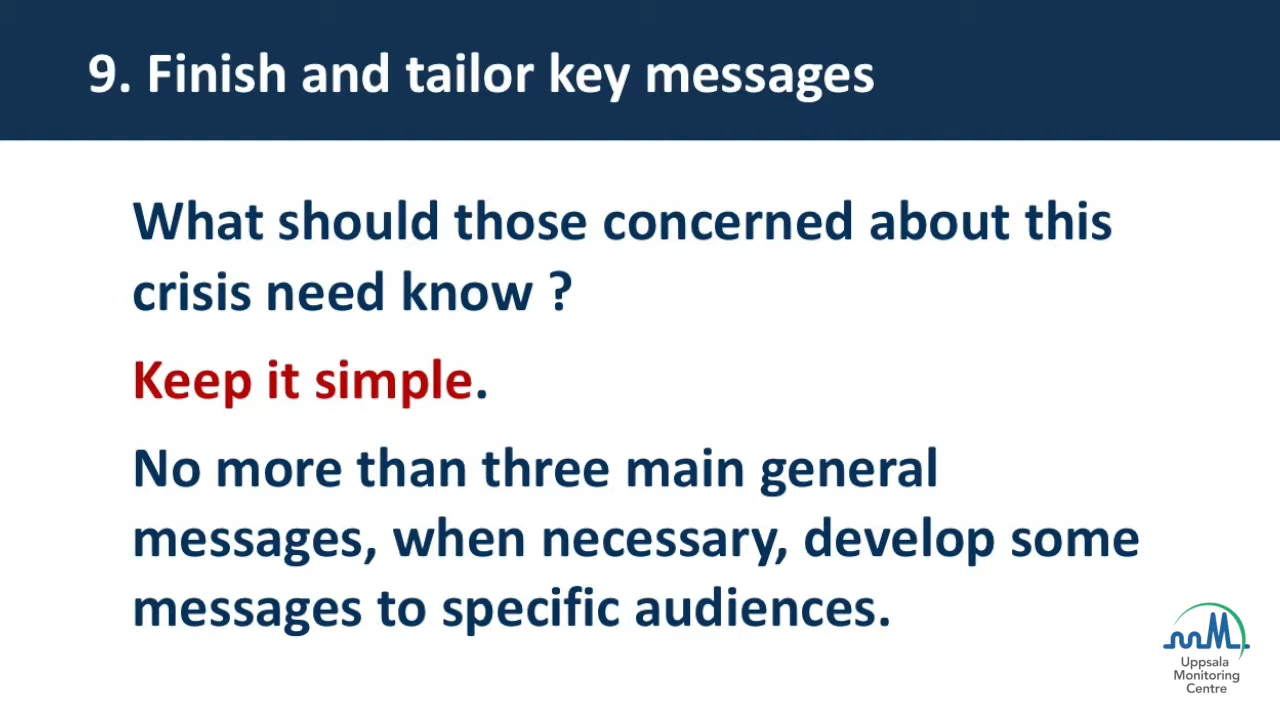 9. Finish and tailor key messages
What should those concerned about this
crisis need know ?
Keep it simple.
No more than three main general
messages, when necessary, develop some
messages to specific audiences.
Uppsala
Monitoring
Centre